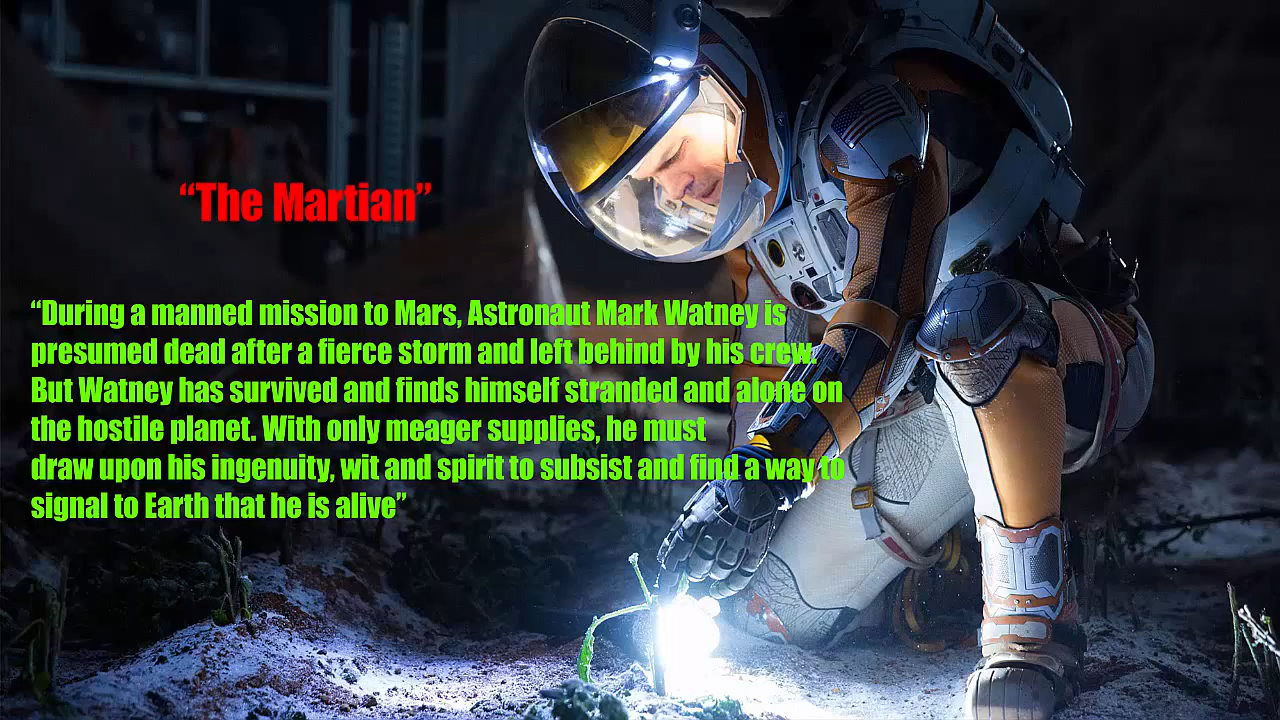 “The Martian”
“During a manned mission to Mars, Astronaut Mark Watney is
presumed dead after a fierce storm and left behind by his crew.
But Watney has survived and finds himself stranded and alone on
the hostile planet. With only meager supplies, he must
draw upon his ingenuity, wit and spirit to subsist and find a way to
signal to Earth that he is alive”